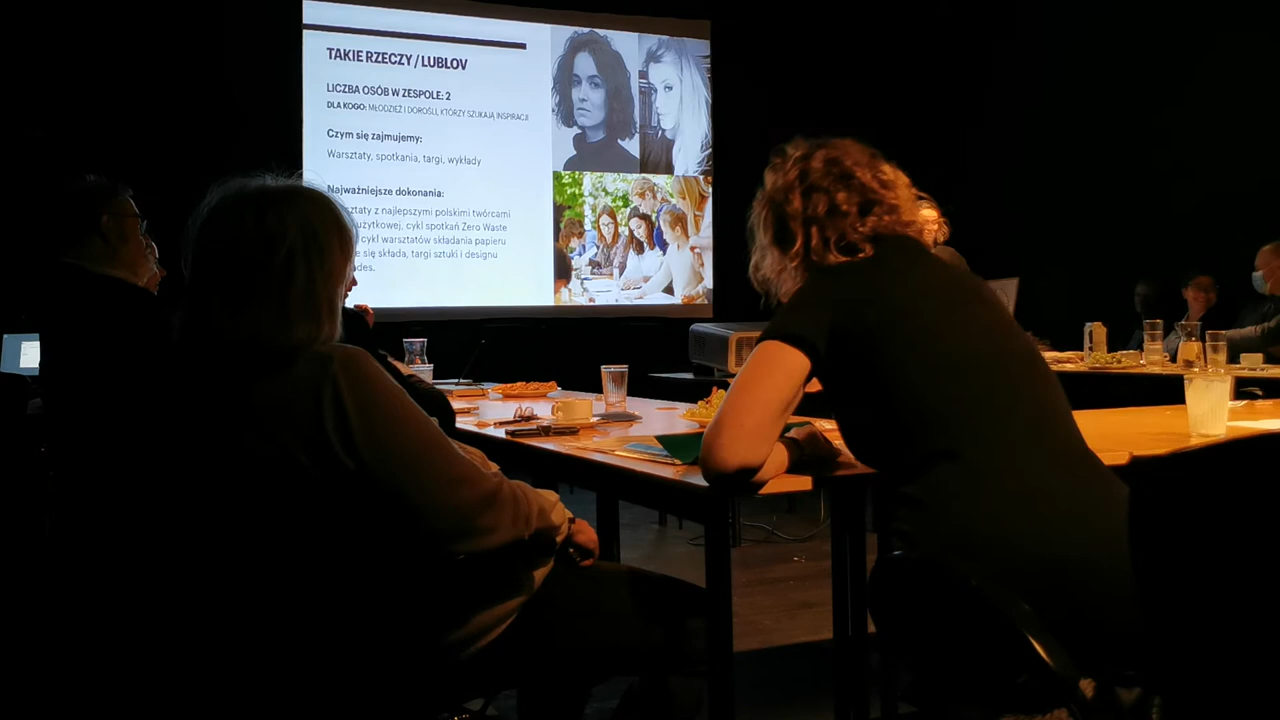 TAKIE RZECZY / LUBLOV
LICZBA OSÓB W ZESPOLE: 2
DLA KOGO: MŁODZIEŻ I DOROŚLI, KTÓRZY SZUKAJĄ INSPIRACJI
Czym się zajmujemy:
Warsztaty, spotkania, targi, wykłady
Najważniejsze dokonania:
z najlepszymi polskimi twórcami
użytkowej, cykl spotkań Zero Waste
cykl warsztatów składania papieru
się składa, targi sztuki i designu